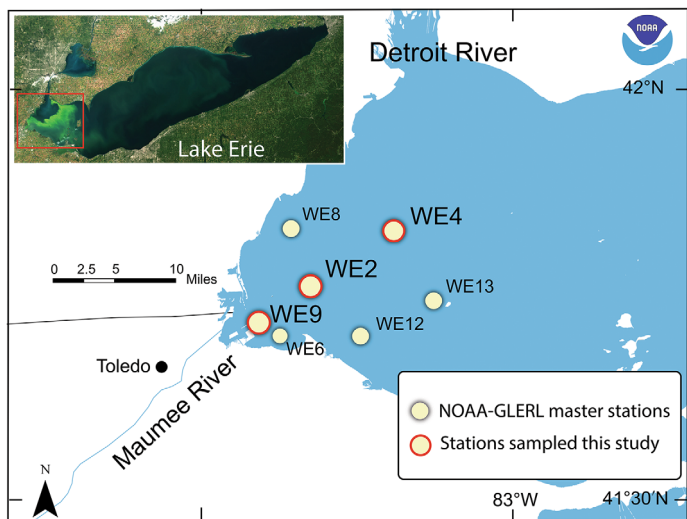 Detroit River
NOAA
42°N
Lake Erie
WE8
WE4
0 2.5 5 10
Miles
WE2
WE13
WE9
WE12
WE6
Toledo
Maumee River
NOAA-GLERL master stations
Stations sampled this study
N
83°W
41°30′N